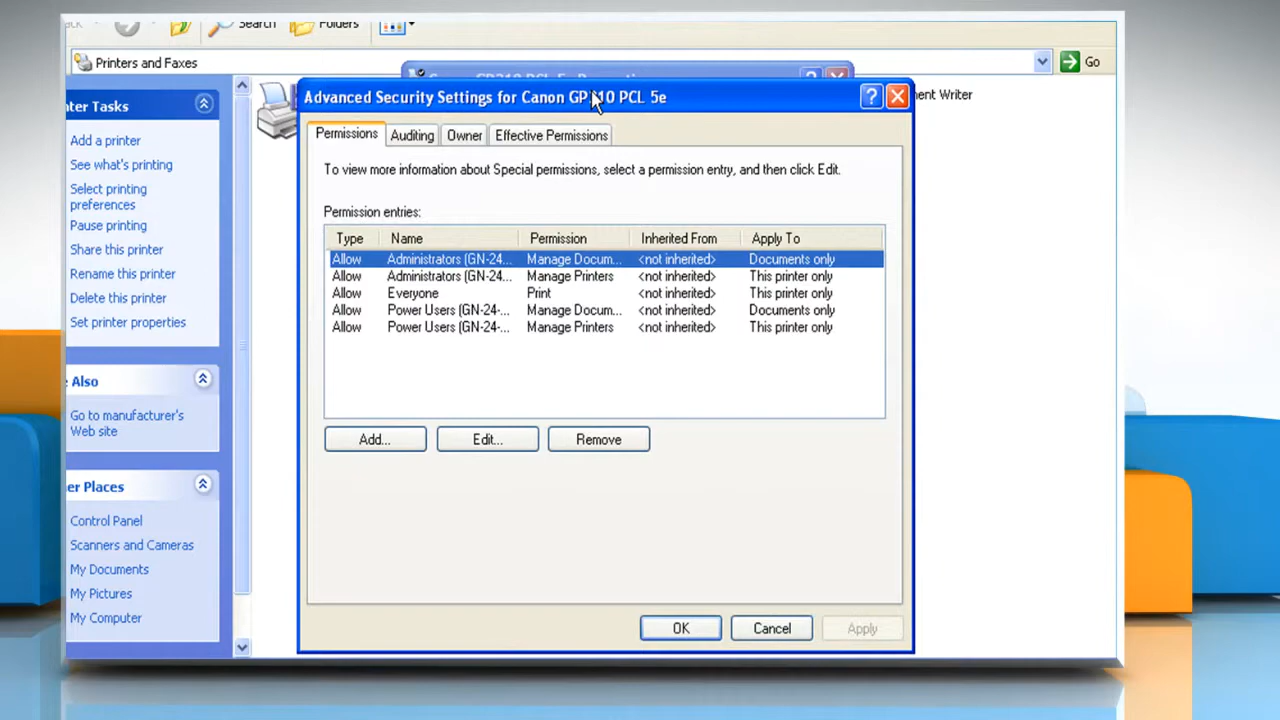 Search Folders
Printers and Faxes
Go
Advanced Security Settings for Canon GP210 PCL 5e
ment Writer
Permissions Auditing Owner Effective Permissions
To view more information about Special permissions, select a permission entry, and then click Edit.
Permission entries:
Type Name Permission Inherited From Apply To
Allow Administrators (GN-24... Manage Docum... <not inherited> Documents only
Allow Administrators (GN-24... Manage Printers <not inherited> This printer only
Allow Everyone Print <not inherited> This printer only
Allow Power Users (GN-24-... Manage Docum... <not inherited> Documents only
Allow Power Users (GN-24-... Manage Printers <not inherited> This printer only
Add... Edit... Remove
OK Cancel Apply
ter Tasks
Add a printer
See what's printing
Select printing
preferences
Pause printing
Share this printer
Rename this printer
Delete this printer
Set printer properties
Also
Go to manufacturer's
Web site
er Places
Control Panel
Scanners and Cameras
My Documents
My Pictures
My Computer